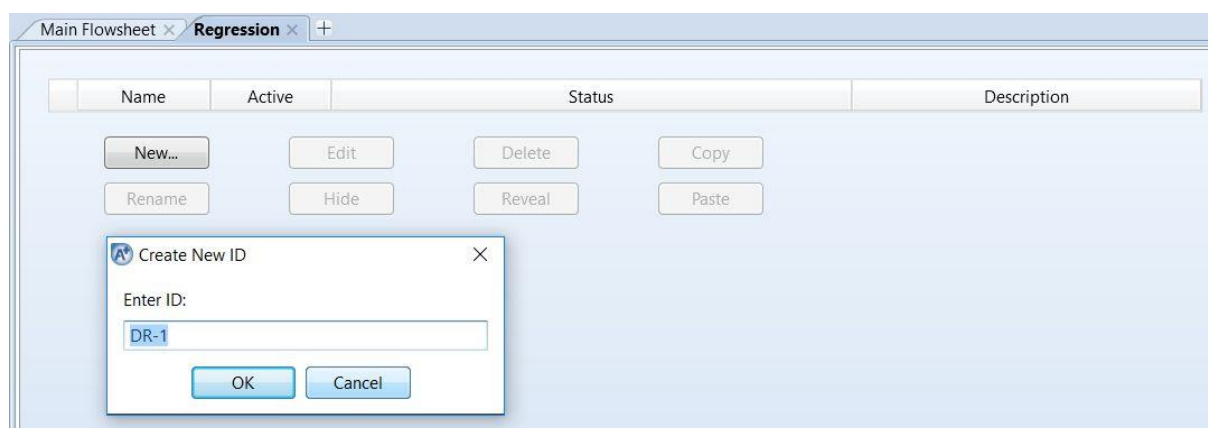 Main Flowsheet × Regression × +
Name Active Status Description
New... Edit Delete Copy
Rename Hide Reveal Paste
Create New ID
Enter ID:
DR-1
OK Cancel